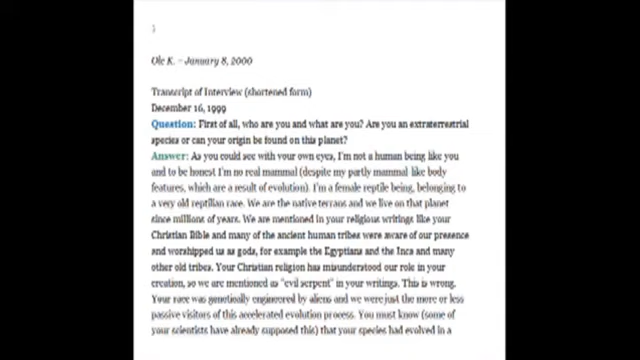 Ole K. – January 8, 2000
Transcript of Interview (shortened form)
December 16, 1999
Question: First of all, who are you and what are you? Are you an extraterrestrial
species or can your origin be found on this planet?
Answer: As you could see with your own eyes, I'm not a human being like you
and to be honest I'm no real mammal (despite my partly mammal like body
features, which are a result of evolution). I'm a female reptile being, belonging to
a very old reptilian race. We are the native terrans and we live on that planet
since millions of years. We are mentioned in your religious writings like your
Christian Bible and many of the ancient human tribes were aware of our presence
and worshipped us as gods, for example the Egyptians and the Inca and many
other old tribes. Your Christian religion has misunderstood our role in your
creation, so we are mentioned as "evil serpent" in your writings. This is wrong.
Your race was genetically engineered by aliens and we were just the more or less
passive visitors of this accelerated evolution process. You must know (some of
your scientists have already supposed this) that your species had evolved in a